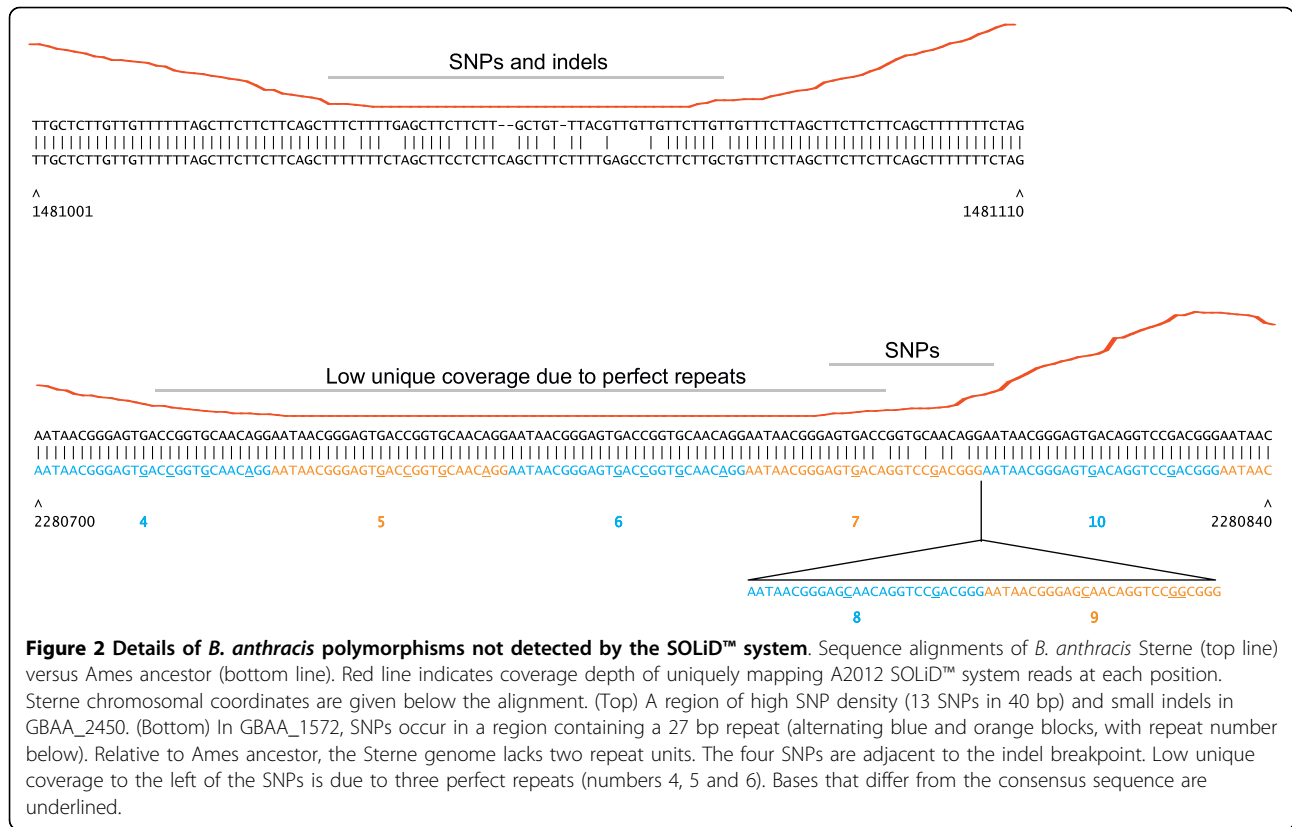 SNPs and indels
TTGCTCTTGTTGTTTTTTAGCTTCTTCTTCAGCTTTCTTTTGAGCTTCTTCTT--GCTGT-TTACGTTGTTGTTCTTGTTGTTTCTTAGCTTCTTCTTCAGCTTTTTTTCTAG
TTGCTCTTGTTGTTTTTTAGCTTCTTCTTCAGCTTTTTTTCTAGCTTCCTCTTCAGCTTTCTTTTGAGCCTCTTCTTGCTGTTTCTTAGCTTCTTCTTCAGCTTTTTTTCTAG
^ ^
1481001 1481110
SNPs
Low unique coverage due to perfect repeats
AATAACGGGAGTGACCGGTGCAACAGGAATAACGGGAGTGACCGGTGCAACAGGAATAACGGGAGTGACCGGTGCAACAGGAATAACGGGAGTGACCGGTGCAACAGGAATAACGGGAGTGACAGGTCCGACGGGAATAAC
AATAACGGGAGTGACCGGTGCAACAGGAATAACGGGAGTGACCGGTGCAACAGGAATAACGGGAGTGACCGGTGCAACAGGAATAACGGGAGTGACAGGTCCGACGGGAATAACGGGAGTGACAGGTCCGACGGGAATAAC
^ ^
2280700 4 5 6 7 10 2280840
AATAACGGGAGCAACAGGTCCGACGGGAATAACGGGAGCAACAGGTCCGGCGGG
8 9
Figure 2 Details of B. anthracis polymorphisms not detected by the SOLiD™ system. Sequence alignments of B. anthracis Sterne (top line)
versus Ames ancestor (bottom line). Red line indicates coverage depth of uniquely mapping A2012 SOLiD™ system reads at each position.
Sterne chromosomal coordinates are given below the alignment. (Top) A region of high SNP density (13 SNPs in 40 bp) and small indels in
GBAA_2450. (Bottom) In GBAA_1572, SNPs occur in a region containing a 27 bp repeat (alternating blue and orange blocks, with repeat number
below). Relative to Ames ancestor, the Sterne genome lacks two repeat units. The four SNPs are adjacent to the indel breakpoint. Low unique
coverage to the left of the SNPs is due to three perfect repeats (numbers 4, 5 and 6). Bases that differ from the consensus sequence are
underlined.